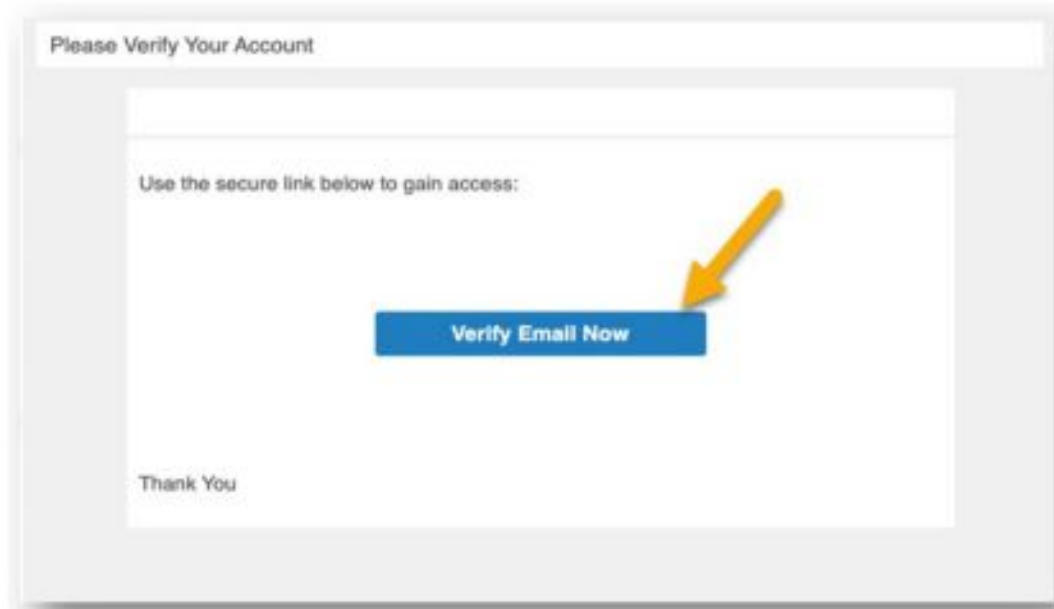 Please Verify Your Account
Use the secure link below to gain access:
Verify Email Now
Thank You